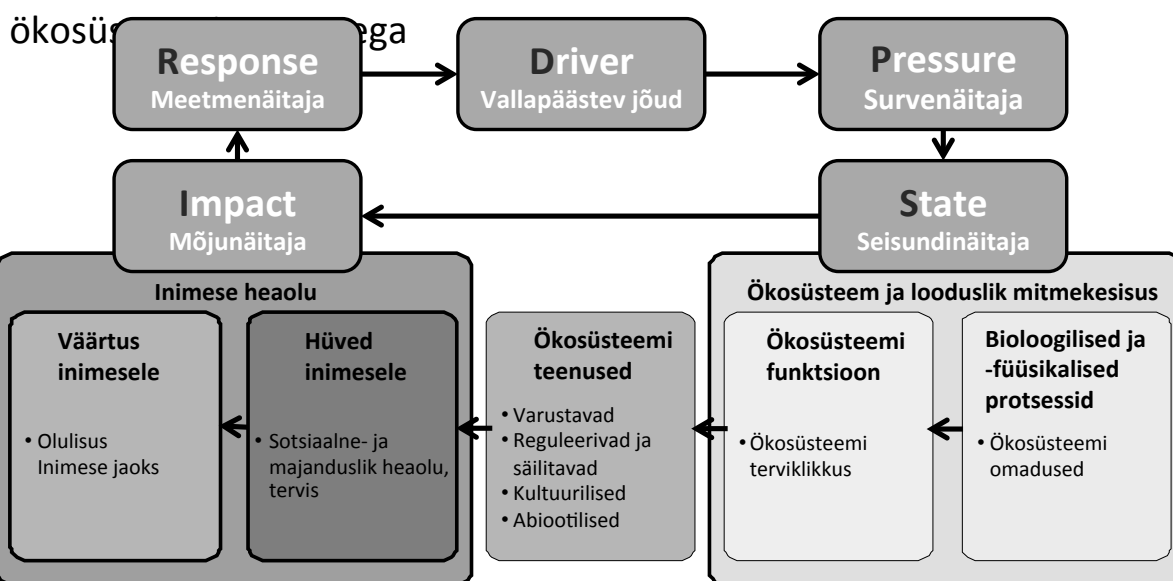 ega
Response
Meetmenäitaja
Driver
Vallapäästev jõud
Pressure
Survenäitaja
Impact
Mõjunäitaja
State
Seisundinäitaja
Inimese heaolu
Väärtus
inimesele
• Olulisus
Inimese jaoks
Hüved
inimesele
• Sotsiaalne- ja
majanduslik heaolu,
tervis
Ökosüsteemi
teenused
• Varustavad
• Reguleerivad ja
säilitavad
• Kultuurilised
• Abiootilised
Ökosüsteem ja looduslik mitmekesisus
Ökosüsteemi
funktsioon
• Ökosüsteemi
terviklikkus
Bioloogilised ja
-füüsikalised
protsessid
• Ökosüsteemi
omadused